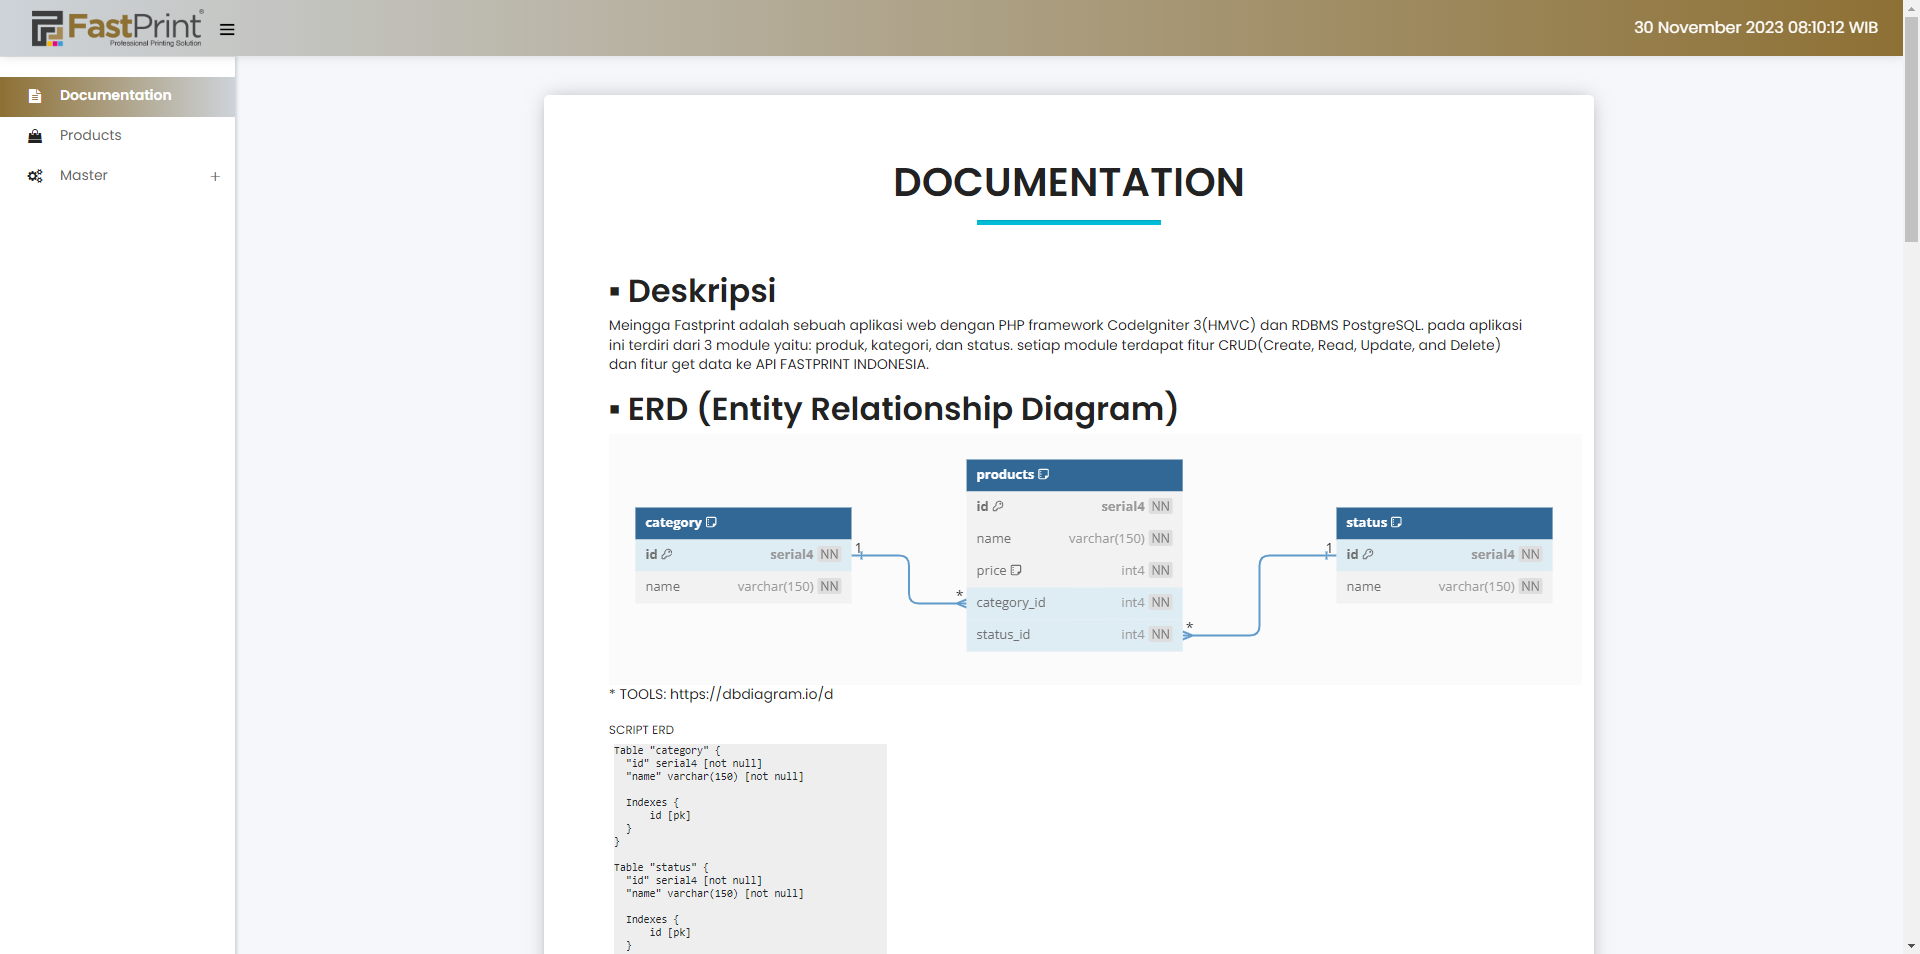 FastPrint®
Professional Printing Solution
30 November 2023 08:10:12 WIB
Documentation
Products
Master +
DOCUMENTATION
▪ Deskripsi
Meingga Fastprint adalah sebuah aplikasi web dengan PHP framework CodeIgniter 3(HMVC) dan RDBMS PostgreSQL. pada aplikasi
ini terdiri dari 3 module yaitu: produk, kategori, dan status. setiap module terdapat fitur CRUD(Create, Read, Update, and Delete)
dan fitur get data ke API FASTPRINT INDONESIA.
▪ ERD (Entity Relationship Diagram)
category
id serial4 NN
name varchar(150) NN
1
*
products
id serial4 NN
name varchar(150) NN
price int4 NN
category_id int4 NN
status_id int4 NN
*
1
status
id serial4 NN
name varchar(150) NN
* TOOLS: https://dbdiagram.io/d
SCRIPT ERD
Table "category" {
"id" serial4 [not null]
"name" varchar(150) [not null]
Indexes {
id [pk]
}
}
Table "status" {
"id" serial4 [not null]
"name" varchar(150) [not null]
Indexes {
id [pk]
}